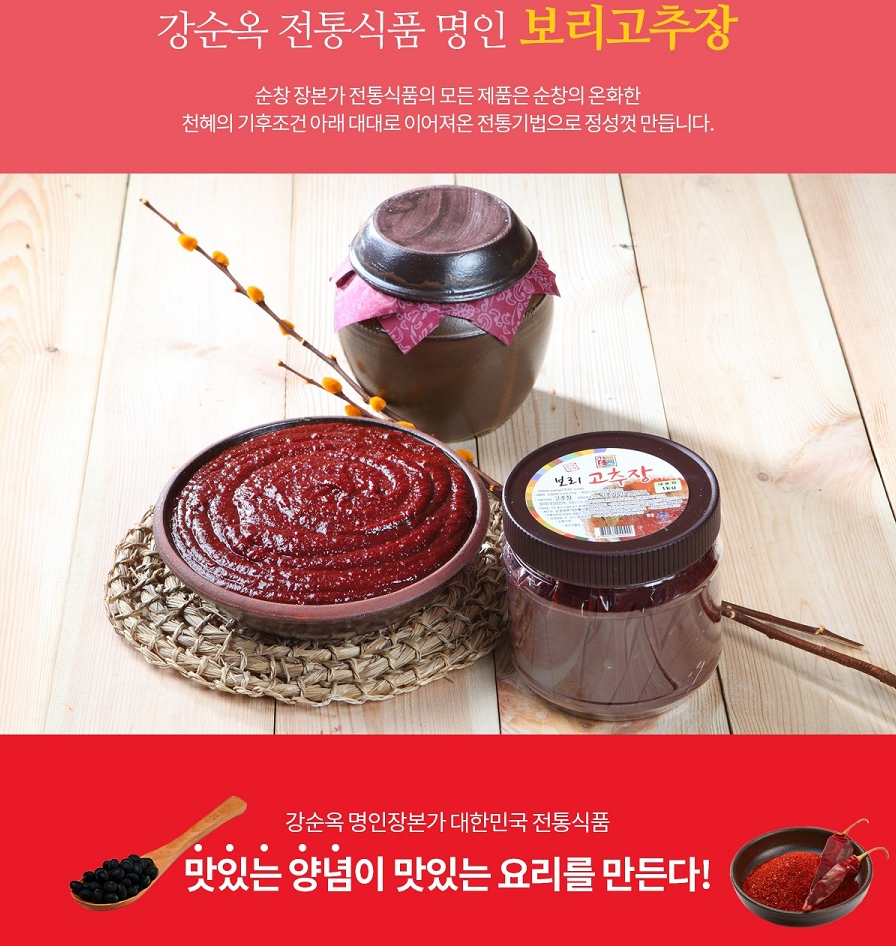 강순옥 전통식품 명인 보리고추장
순창 장본가 전통식품의 모든 제품은 순창의 온화한
천혜의 기후조건 아래 대대로 이어져온 전통기법으로 정성껏 만듭니다.
보리 고추장
1kg
강순옥 명인장본가 대한민국 전통식품
맛있는 양념이 맛있는 요리를 만든다!